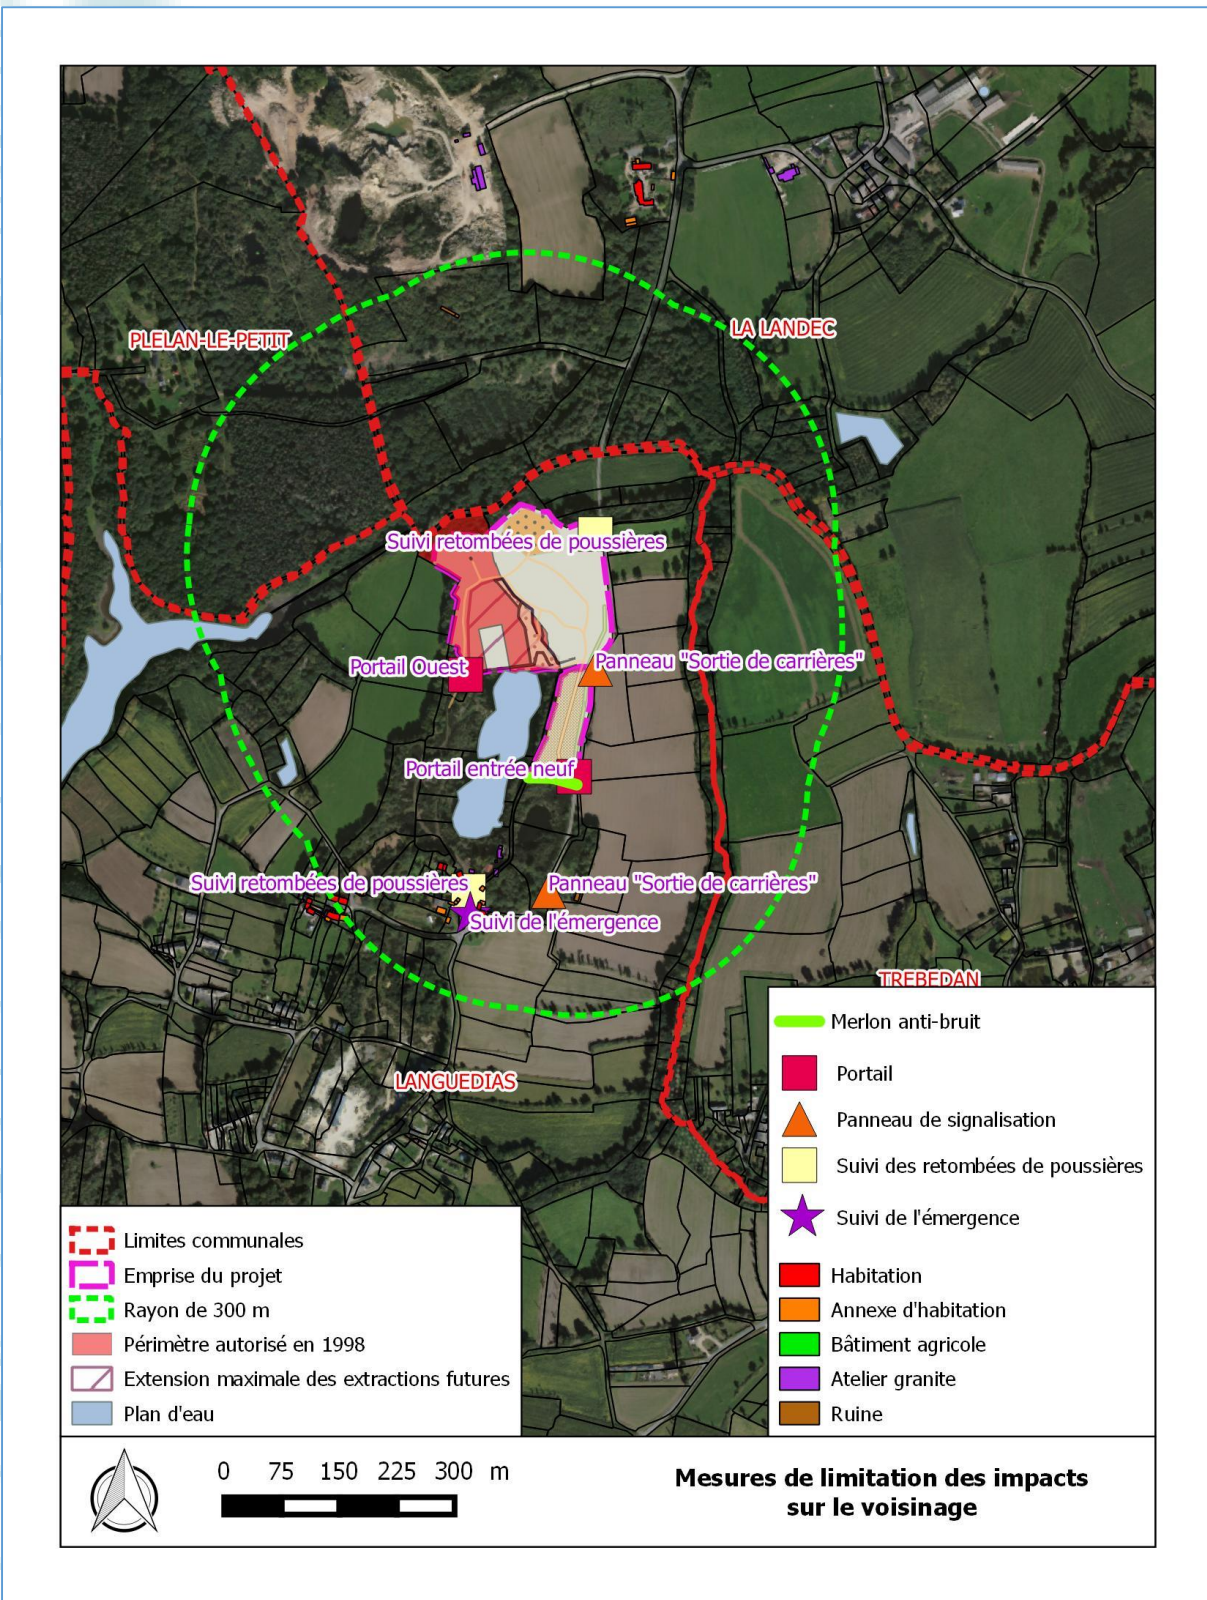 PLELAN-LE-PETIT
LA LANDEC
Suivi retombées de poussières
Portail Ouest
Panneau "Sortie de carrières"
Portail entrée neuf
Suivi retombées de poussières
Panneau "Sortie de carrières"
Suivi de l'émergence
TREBEDAN
LANGUEDIAS
Merlon anti-bruit
Portail
Panneau de signalisation
Suivi des retombées de poussières
Suivi de l'émergence
Habitation
Annexe d'habitation
Bâtiment agricole
Atelier granite
Ruine
Limites communales
Emprise du projet
Rayon de 300 m
Périmètre autorisé en 1998
Extension maximale des extractions futures
Plan d'eau
0 75 150 225 300 m
Mesures de limitation des impacts
sur le voisinage